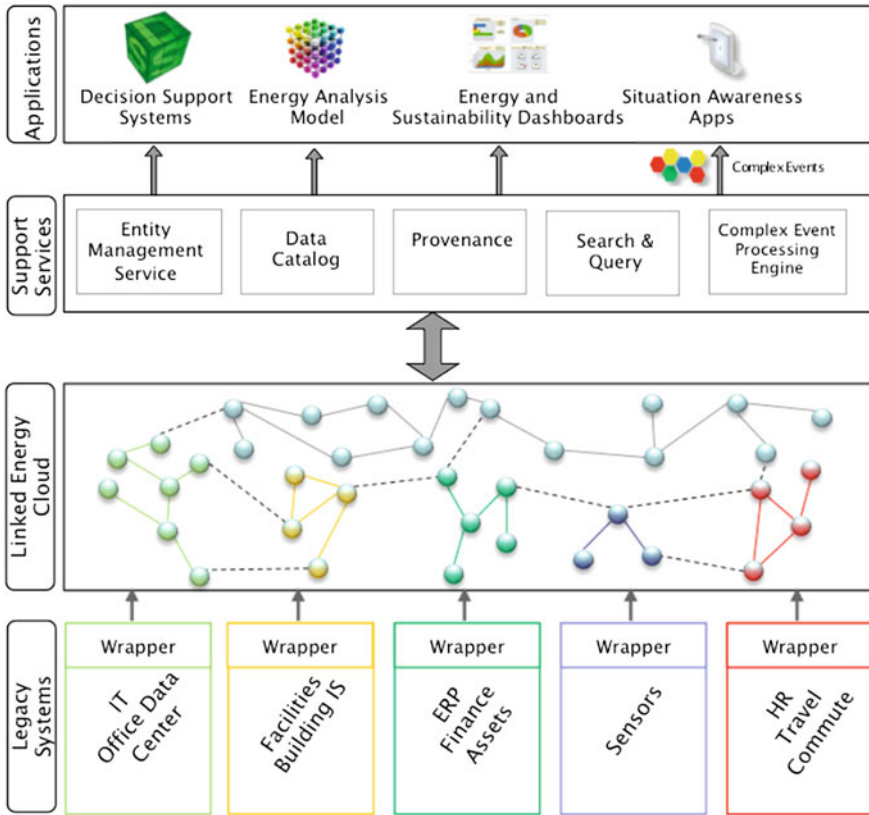 Applications
Decision Support
Systems
Energy Analysis
Model
Energy and
Sustainability Dashboards
Situation Awareness
Apps
Complex Events
Support
Services
Entity
Management
Service
Data
Catalog
Provenance
Search &
Query
Complex Event
Processing
Engine
Linked Energy
Cloud
Legacy
Systems
Wrapper
IT
Office Data
Center
Wrapper
Facilities
Building IS
Wrapper
ERP
Finance
Assets
Wrapper
Sensors
Wrapper
HR
Travel
Commute